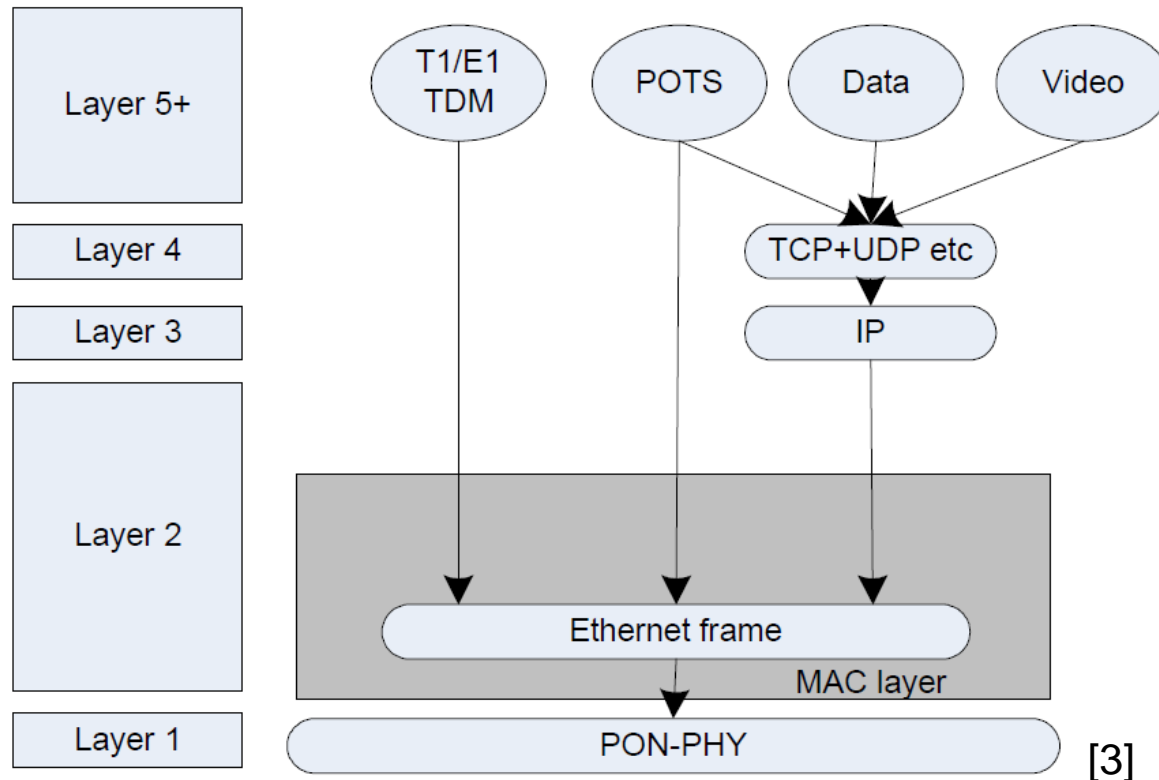 Layer 5+
T1/E1
TDM
POTS
Data
Video
Layer 4
TCP+UDP etc
Layer 3
IP
Layer 2
Ethernet frame
MAC layer
Layer 1
PON-PHY
[3]